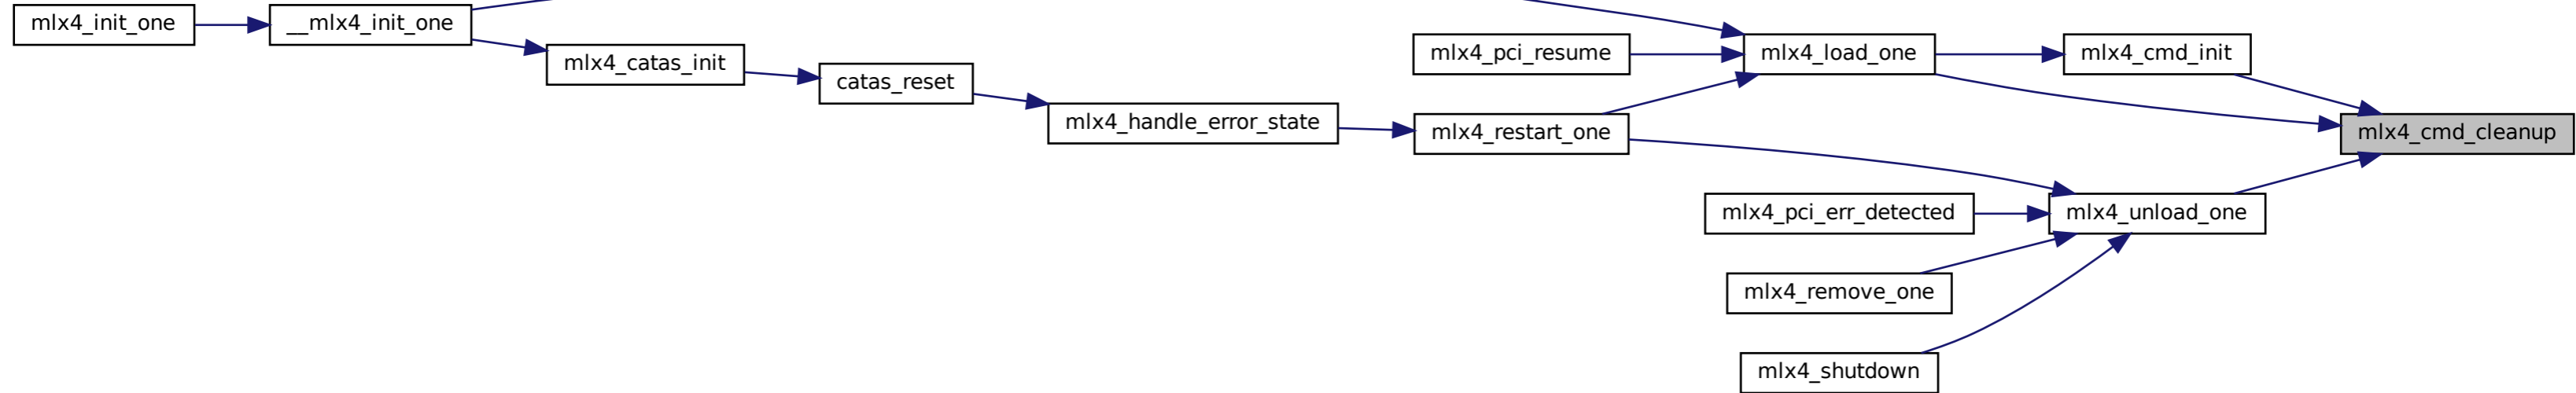 mlx4_init_one
__mlx4_init_one
mlx4_catas_init
catas_reset
mlx4_handle_error_state
mlx4_pci_resume
mlx4_restart_one
mlx4_load_one
mlx4_cmd_init
mlx4_cmd_cleanup
mlx4_unload_one
mlx4_pci_err_detected
mlx4_remove_one
mlx4_shutdown